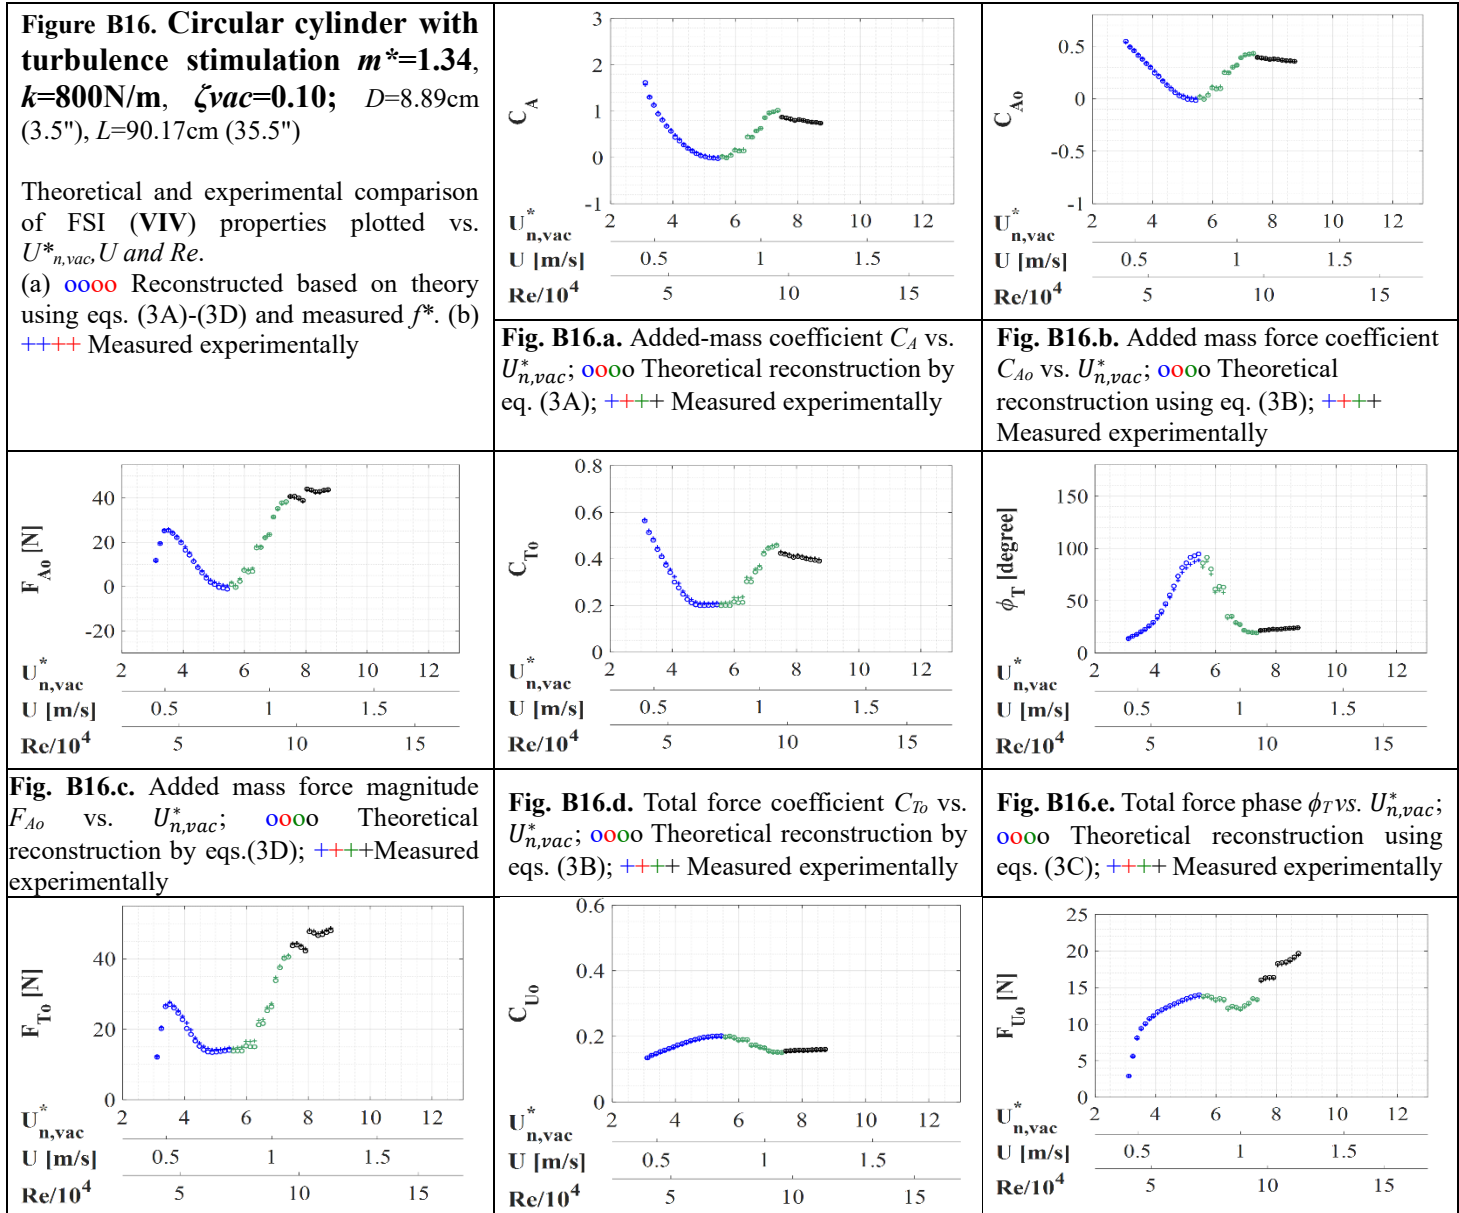 Figure B16. Circular cylinder with
turbulence stimulation m*=1.34,
k=800N/m, ζvac=0.10; D=8.89cm
(3.5"), L=90.17cm (35.5")
Theoretical and experimental comparison
of FSI (VIV) properties plotted vs.
U*n,vac, U and Re.
(a) oooo Reconstructed based on theory
using eqs. (3A)-(3D) and measured f*. (b)
++++ Measured experimentally
3
2
1
0
-1
C_A
U*n,vac 2 4 6 8 10 12
U [m/s] 0.5 1 1.5
Re/10^4 5 10 15
Fig. B16.a. Added-mass coefficient C_A vs.
U*n,vac; oooo Theoretical reconstruction by
eq. (3A); ++++ Measured experimentally
0.5
0
-0.5
-1
C_Ao
U*n,vac 2 4 6 8 10 12
U [m/s] 0.5 1 1.5
Re/10^4 5 10 15
Fig. B16.b. Added mass force coefficient
C_Ao vs. U*n,vac; oooo Theoretical
reconstruction using eq. (3B); ++++
Measured experimentally
40
20
0
-20
F_Ao [N]
U*n,vac 2 4 6 8 10 12
U [m/s] 0.5 1 1.5
Re/10^4 5 10 15
Fig. B16.c. Added mass force magnitude
F_Ao vs. U*n,vac; oooo Theoretical
reconstruction by eqs.(3D); ++++Measured
experimentally
0.8
0.6
0.4
0.2
0
C_To
U*n,vac 2 4 6 8 10 12
U [m/s] 0.5 1 1.5
Re/10^4 5 10 15
Fig. B16.d. Total force coefficient C_To vs.
U*n,vac; oooo Theoretical reconstruction by
eqs. (3B); ++++ Measured experimentally
150
100
50
0
ϕ_T [degree]
U*n,vac 2 4 6 8 10 12
U [m/s] 0.5 1 1.5
Re/10^4 5 10 15
Fig. B16.e. Total force phase ϕ_T vs. U*n,vac;
oooo Theoretical reconstruction using
eqs. (3C); ++++ Measured experimentally
40
20
0
F_To [N]
U*n,vac 2 4 6 8 10 12
U [m/s] 0.5 1 1.5
Re/10^4 5 10 15
0.6
0.4
0.2
0
C_Uo
U*n,vac 2 4 6 8 10 12
U [m/s] 0.5 1 1.5
Re/10^4 5 10 15
25
20
15
10
5
0
F_Uo [N]
U*n,vac 2 4 6 8 10 12
U [m/s] 0.5 1 1.5
Re/10^4 5 10 15